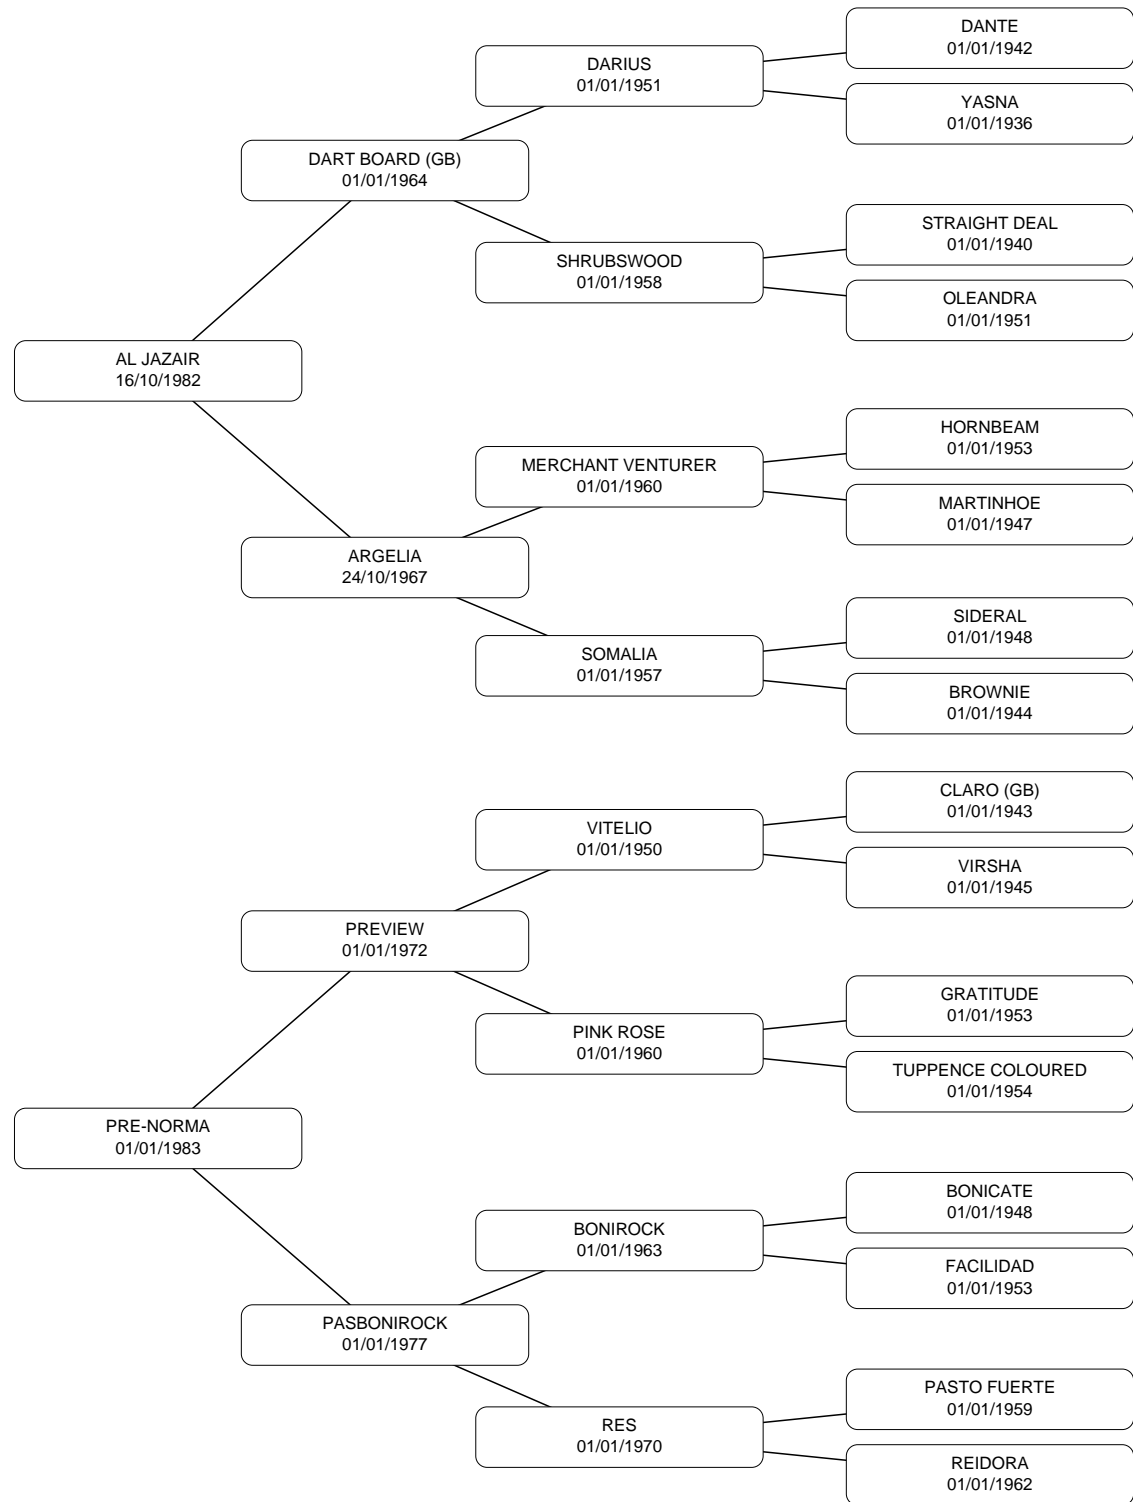 DANTE
01/01/1942
DARIUS
01/01/1951
YASNA
01/01/1936
DART BOARD (GB)
01/01/1964
STRAIGHT DEAL
01/01/1940
SHRUBSWOOD
01/01/1958
OLEANDRA
01/01/1951
AL JAZAIR
16/10/1982
HORNBEAM
01/01/1953
MERCHANT VENTURER
01/01/1960
MARTINHOE
01/01/1947
ARGELIA
24/10/1967
SIDERAL
01/01/1948
SOMALIA
01/01/1957
BROWNIE
01/01/1944
CLARO (GB)
01/01/1943
VITELIO
01/01/1950
VIRSHA
01/01/1945
PREVIEW
01/01/1972
GRATITUDE
01/01/1953
PINK ROSE
01/01/1960
TUPPENCE COLOURED
01/01/1954
PRE-NORMA
01/01/1983
BONICATE
01/01/1948
BONIROCK
01/01/1963
FACILIDAD
01/01/1953
PASBONIROCK
01/01/1977
PASTO FUERTE
01/01/1959
RES
01/01/1970
REIDORA
01/01/1962